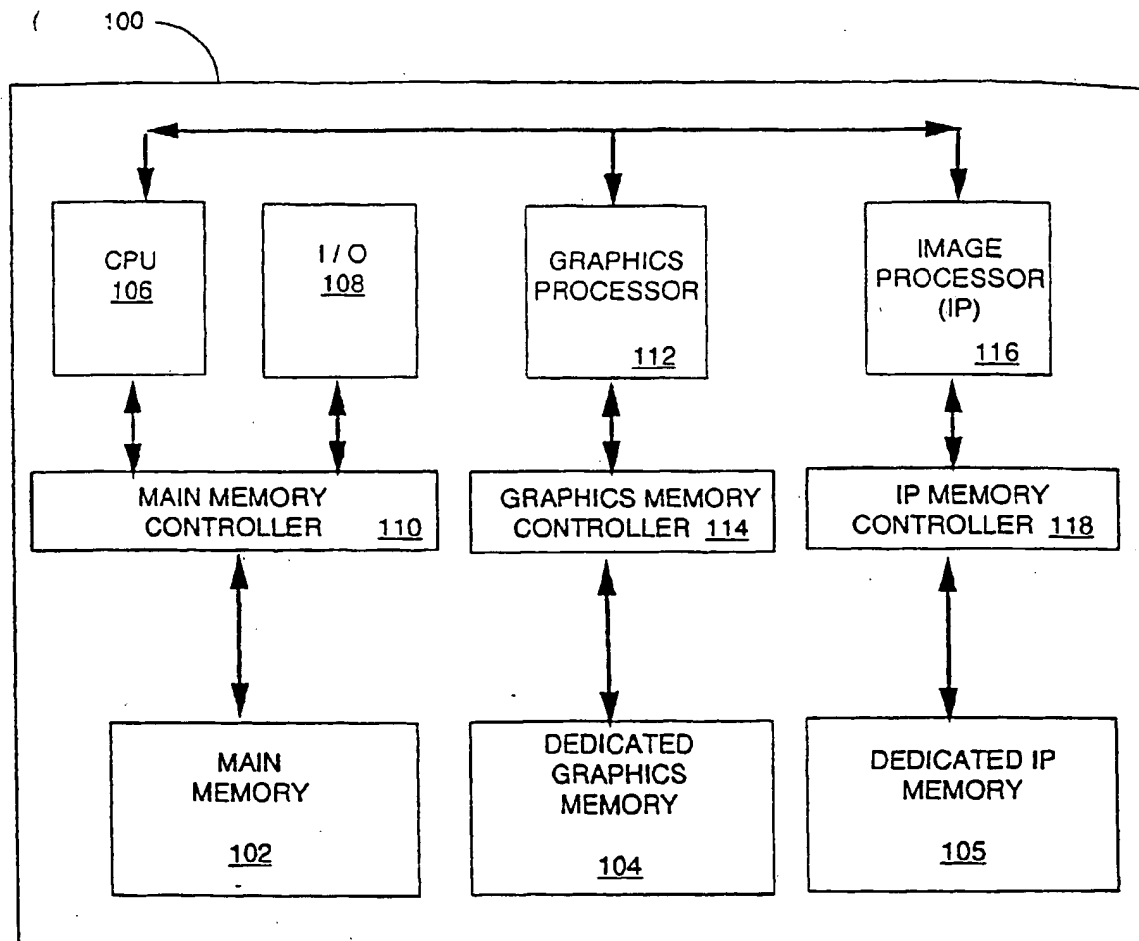 100
CPU
106
I / O
108
GRAPHICS
PROCESSOR
112
IMAGE
PROCESSOR
(IP)
116
MAIN MEMORY
CONTROLLER 110
GRAPHICS MEMORY
CONTROLLER 114
IP MEMORY
CONTROLLER 118
MAIN
MEMORY
102
DEDICATED
GRAPHICS
MEMORY
104
DEDICATED IP
MEMORY
105